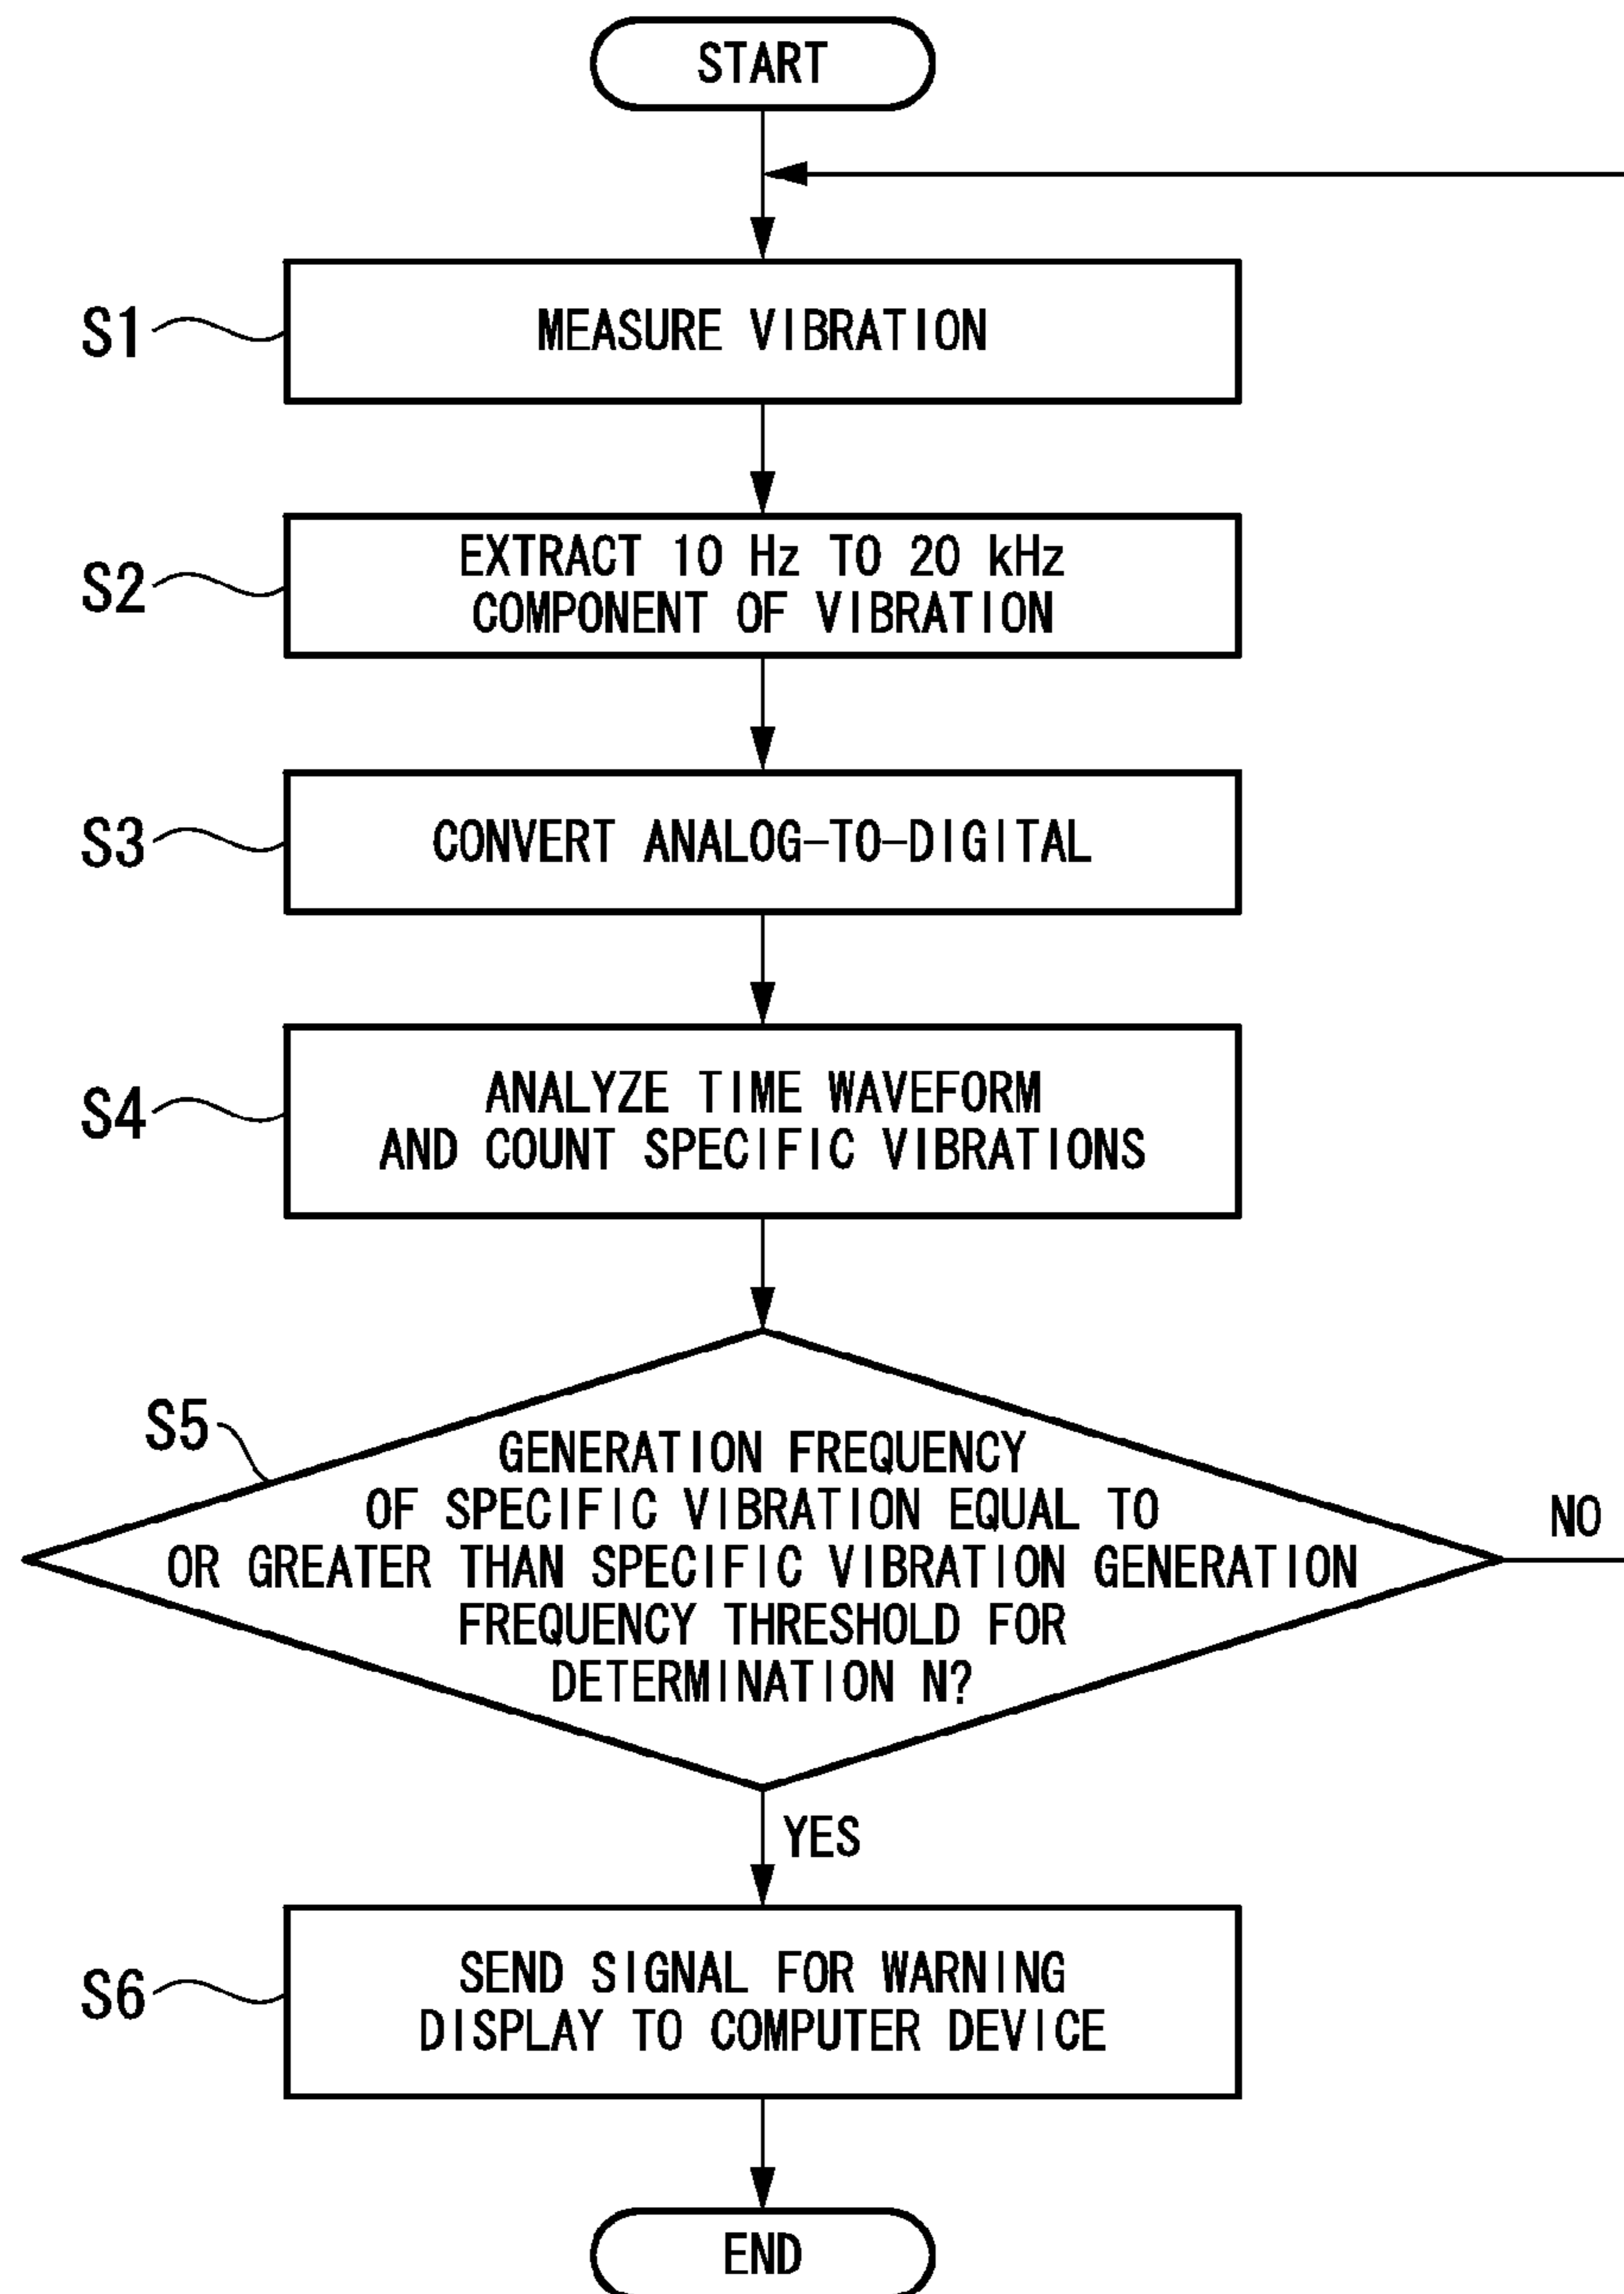 START
S1
MEASURE VIBRATION
S2
EXTRACT 10 Hz TO 20 kHz
COMPONENT OF VIBRATION
S3
CONVERT ANALOG-TO-DIGITAL
S4
ANALYZE TIME WAVEFORM
AND COUNT SPECIFIC VIBRATIONS
S5
GENERATION FREQUENCY
OF SPECIFIC VIBRATION EQUAL TO
OR GREATER THAN SPECIFIC VIBRATION GENERATION
FREQUENCY THRESHOLD FOR
DETERMINATION N?
NO
YES
S6
SEND SIGNAL FOR WARNING
DISPLAY TO COMPUTER DEVICE
END